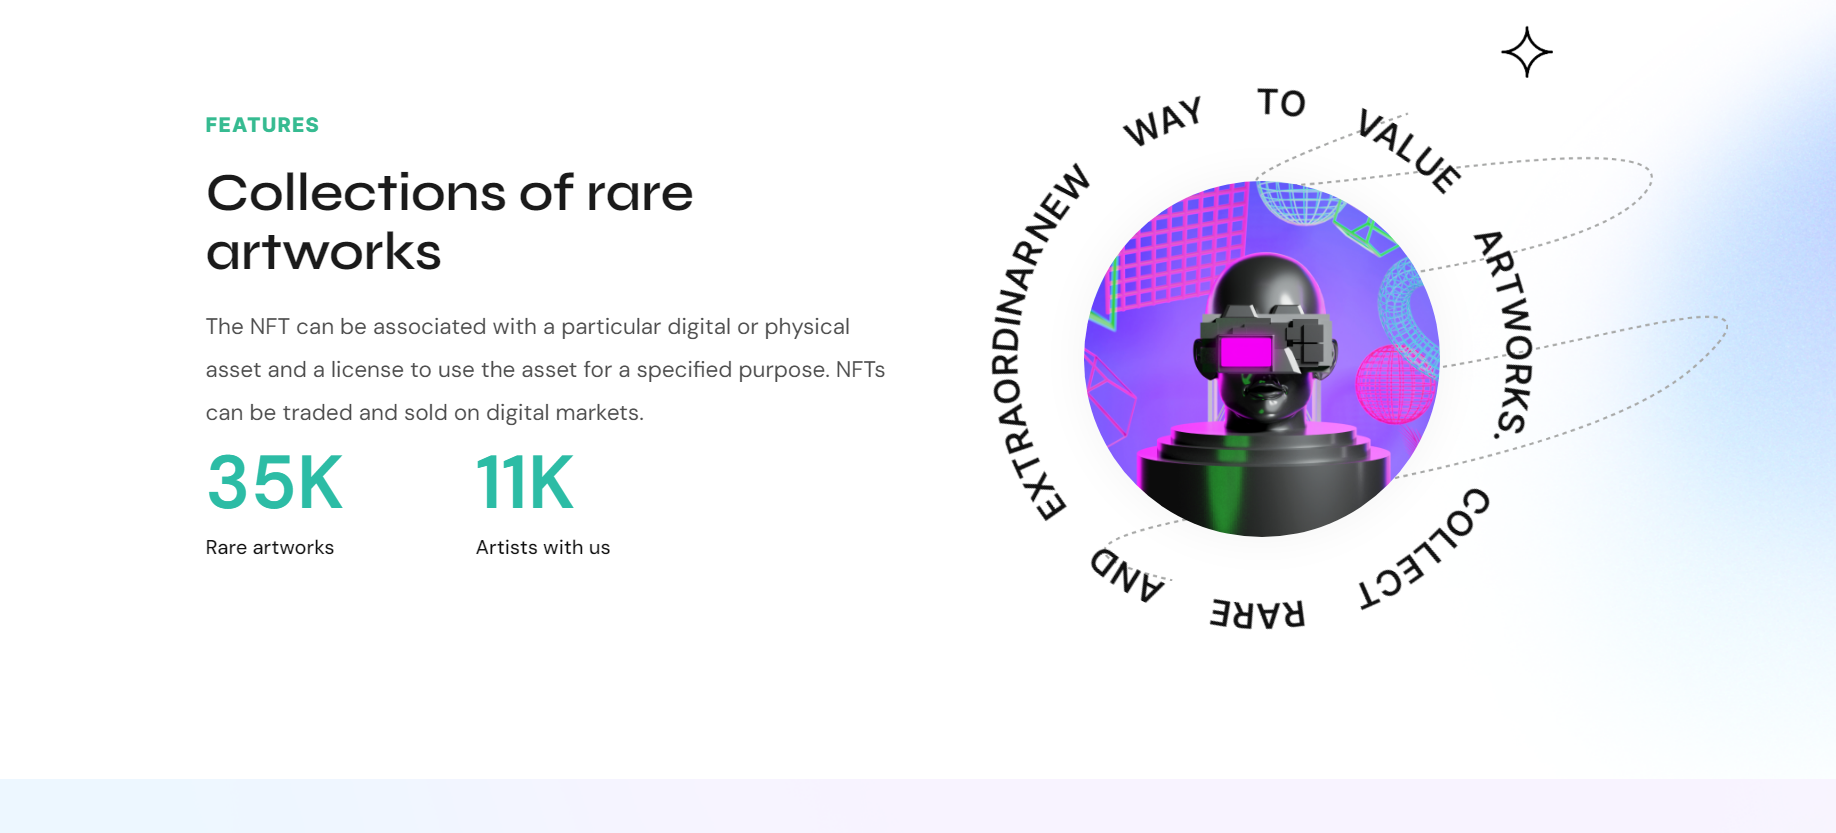 FEATURES
Collections of rare
artworks
The NFT can be associated with a particular digital or physical
asset and a license to use the asset for a specified purpose. NFTs
can be traded and sold on digital markets.
35K
Rare artworks
11K
Artists with us
EXTRAORDINARNEW WAY TO VALUE ARTWORKS. COLLECT RARE AND